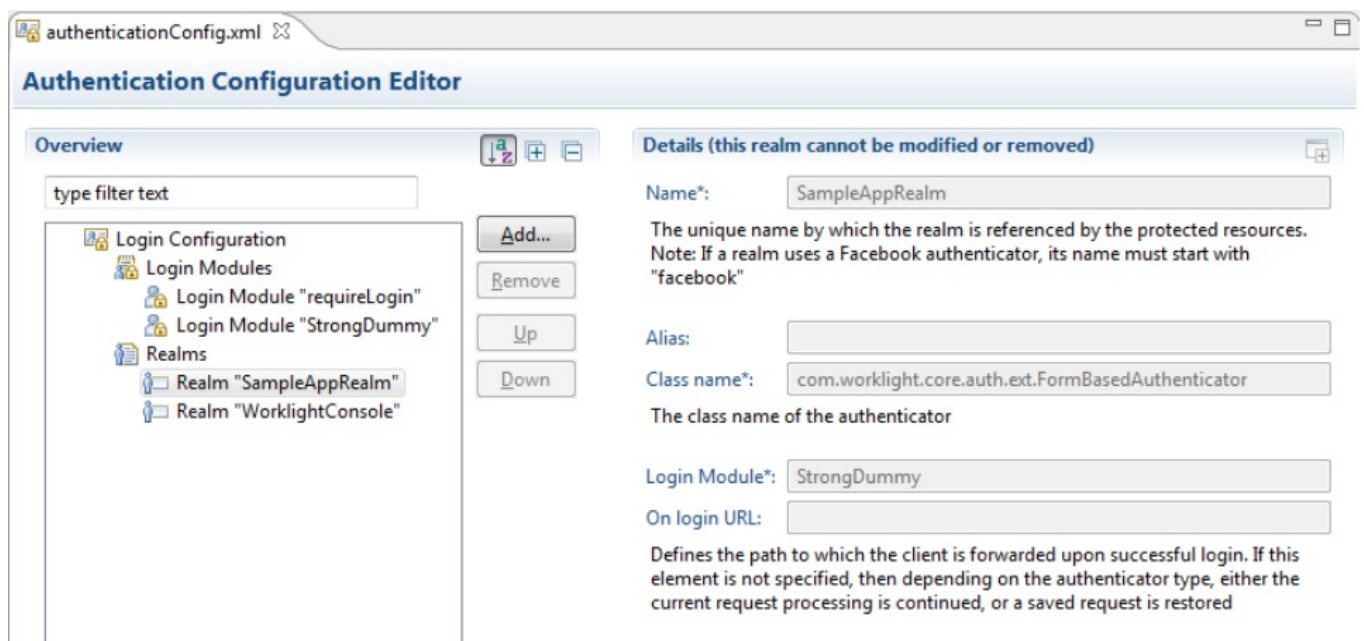 authenticationConfig.xml
Authentication Configuration Editor
Overview
type filter text
Login Configuration
Login Modules
Login Module "requireLogin"
Login Module "StrongDummy"
Realms
Realm "SampleAppRealm"
Realm "WorklightConsole"
Add...
Remove
Up
Down
Details (this realm cannot be modified or removed)
Name*: SampleAppRealm
The unique name by which the realm is referenced by the protected resources.
Note: If a realm uses a Facebook authenticator, its name must start with
"facebook"
Alias:
Class name*: com.worklight.core.auth.ext.FormBasedAuthenticator
The class name of the authenticator
Login Module*: StrongDummy
On login URL:
Defines the path to which the client is forwarded upon successful login. If this
element is not specified, then depending on the authenticator type, either the
current request processing is continued, or a saved request is restored